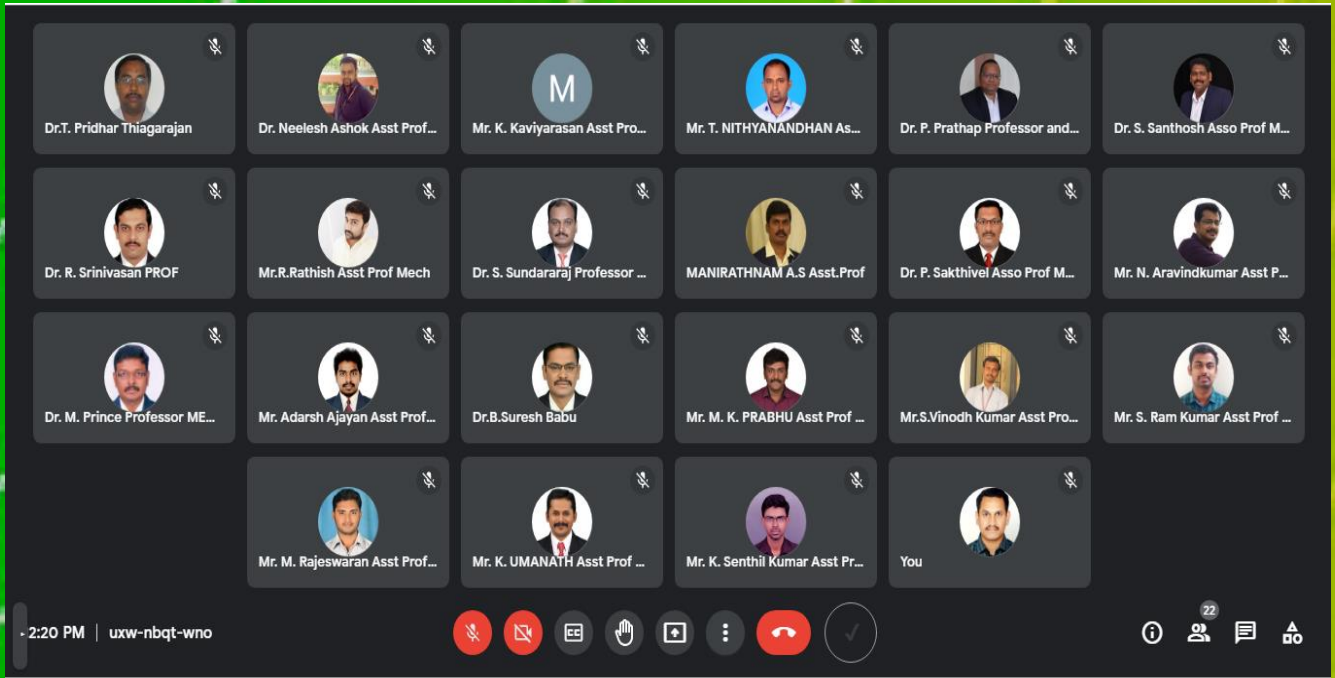 Dr.T. Pridhar Thiagarajan
Dr. Neelesh Ashok Asst Prof...
M
Mr. K. Kaviyarasan Asst Pro...
Mr. T. NITHYANANDHAN As...
Dr. P. Prathap Professor and...
Dr. S. Santhosh Asso Prof M...
Dr. R. Srinivasan PROF
Mr.R.Rathish Asst Prof Mech
Dr. S. Sundararaj Professor ...
MANIRATHNAM A.S Asst.Prof
Dr. P. Sakthivel Asso Prof M...
Mr. N. Aravindkumar Asst P...
Dr. M. Prince Professor ME...
Mr. Adarsh Ajayan Asst Prof...
Dr.B.Suresh Babu
Mr. M. K. PRABHU Asst Prof ...
Mr.S.Vinodh Kumar Asst Pro...
Mr. S. Ram Kumar Asst Prof ...
Mr. M. Rajeswaran Asst Prof...
Mr. K. UMANATH Asst Prof ...
Mr. K. Senthil Kumar Asst Pr...
You
2:20 PM | uxw-nbqt-wno
CC
22